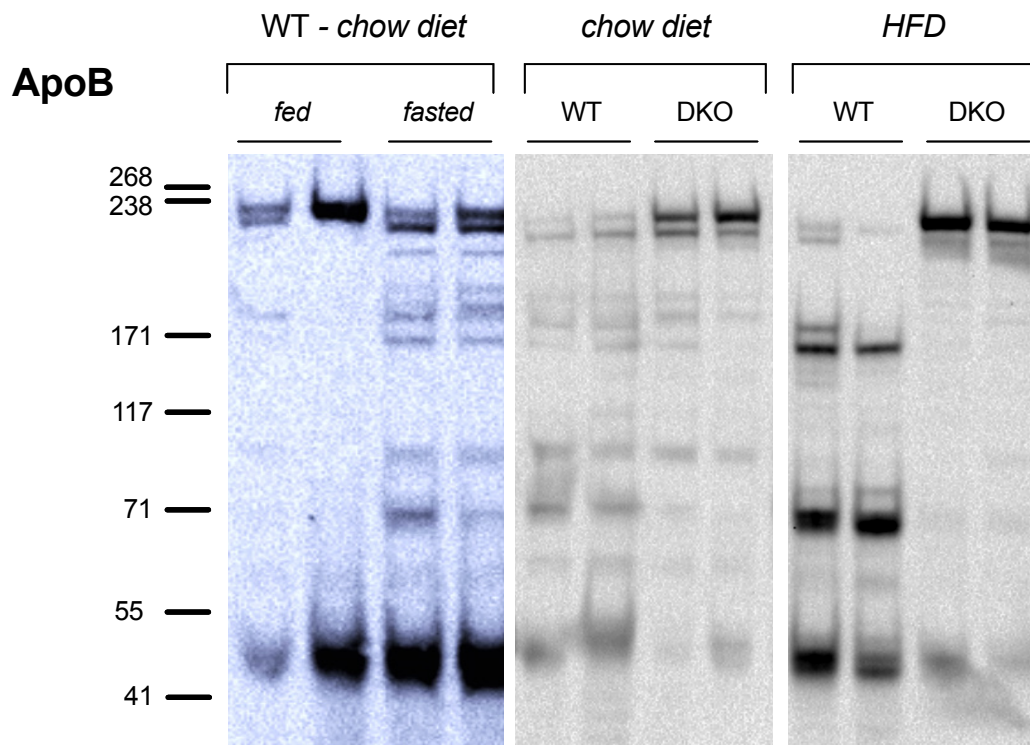 WT - chow diet chow diet HFD
ApoB
fed fasted WT DKO WT DKO
268
238
171
117
71
55
41